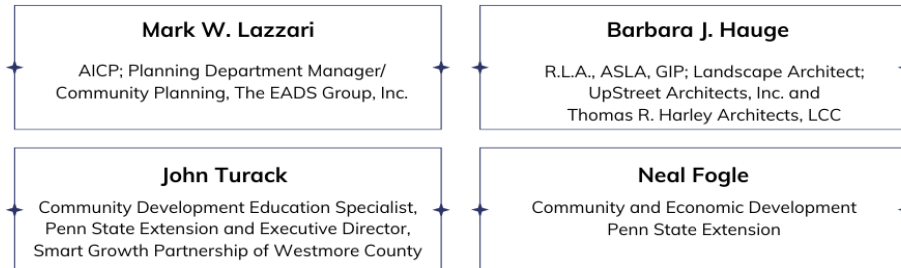 Mark W. Lazzari
AICP; Planning Department Manager/
Community Planning, The EADS Group, Inc.
Barbara J. Hauge
R.L.A., ASLA, GIP; Landscape Architect;
UpStreet Architects, Inc. and
Thomas R. Harley Architects, LCC
John Turack
Community Development Education Specialist,
Penn State Extension and Executive Director,
Smart Growth Partnership of Westmore County
Neal Fogle
Community and Economic Development
Penn State Extension